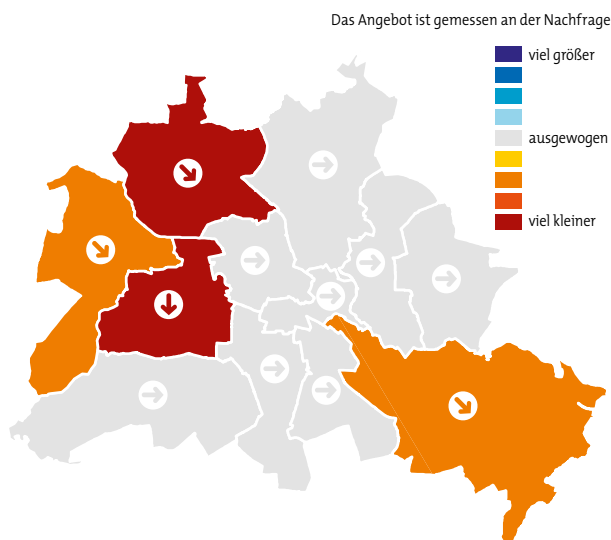 Das Angebot ist gemessen an der Nachfrage
viel größer
ausgewogen
viel kleiner